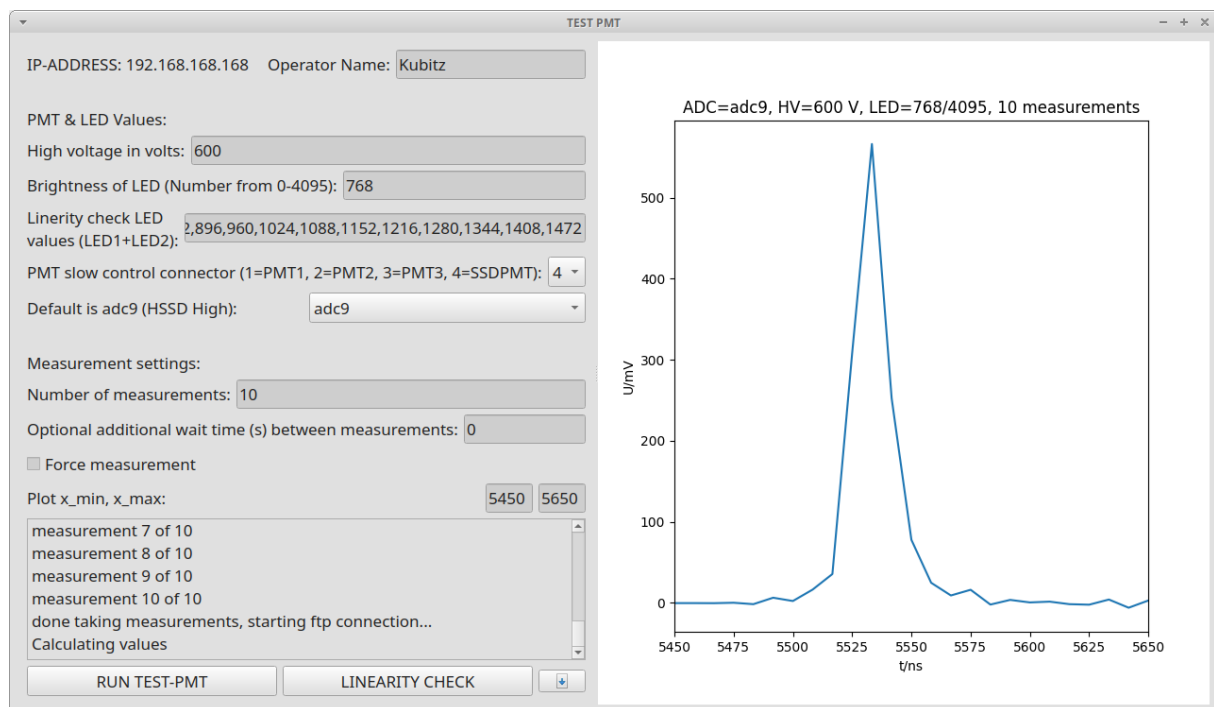 TEST PMT
IP-ADDRESS: 192.168.168.168 Operator Name: Kubitz
PMT & LED Values:
High voltage in volts: 600
Brightness of LED (Number from 0-4095): 768
Linerity check LED
values (LED1+LED2): 2,896,960,1024,1088,1152,1216,1280,1344,1408,1472
PMT slow control connector (1=PMT1, 2=PMT2, 3=PMT3, 4=SSDPMT): 4
Default is adc9 (HSSD High): adc9
Measurement settings:
Number of measurements: 10
Optional additional wait time (s) between measurements: 0
Force measurement
Plot x_min, x_max: 5450 5650
measurement 7 of 10
measurement 8 of 10
measurement 9 of 10
measurement 10 of 10
done taking measurements, starting ftp connection...
Calculating values
RUN TEST-PMT LINEARITY CHECK
ADC=adc9, HV=600 V, LED=768/4095, 10 measurements
U/mV
500
400
300
200
100
0
5450 5475 5500 5525 5550 5575 5600 5625 5650
t/ns